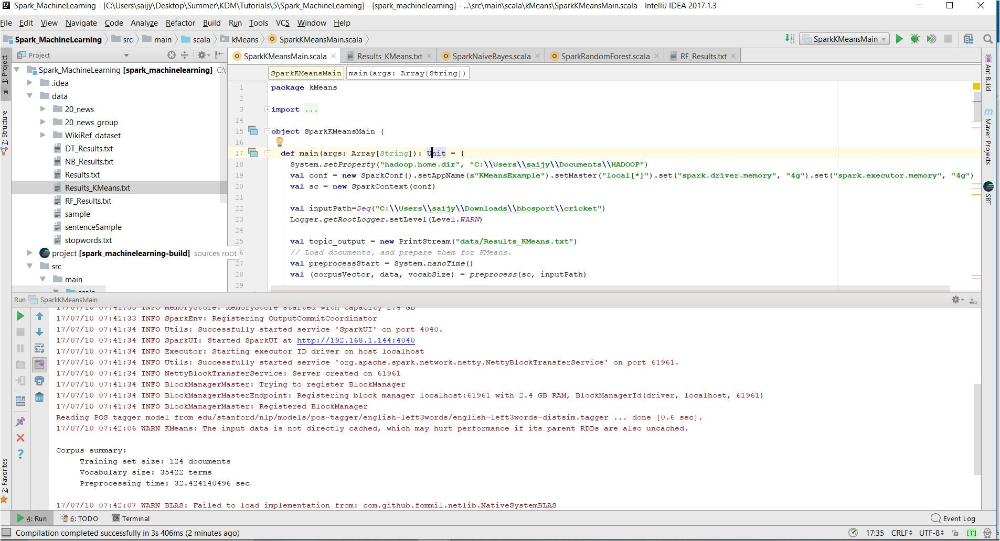 Spark_MachineLearning - [C:\Users\saijy\Desktop\Summer\KDM\Tutorials\5\Spark_MachineLearning] - [spark_machinelearning] - ...\src\main\scala\kMeans\SparkKMeansMain.scala - IntelliJ IDEA 2017.1.3
File Edit View Navigate Code Analyze Refactor Build Run Tools VCS Window Help
Spark_MachineLearning src main scala kMeans SparkKMeansMain.scala
SparkKMeansMain
Project
SparkKMeansMain.scala Results_KMeans.txt SparkNaiveBayes.scala SparkRandomForest.scala RF_Results.txt
1: Project
7: Structure
2: Favorites
Spark_MachineLearning [spark_machinelearning] C:\
.idea
data
20_news
20_news_group
WikiRef_dataset
DT_Results.txt
NB_Results.txt
Results.txt
Results_KMeans.txt
RF_Results.txt
sample
sentenceSample
stopwords.txt
project [spark_machinelearning-build] sources root
src
main
scala
SparkKMeansMain main(args: Array[String])
1 package kMeans
2
3 import ...
14
15 object SparkKMeansMain {
16
17 def main(args: Array[String]): Unit = {
18 System.setProperty("hadoop.home.dir", "C:\\Users\\saijy\\Documents\\HADOOP")
19 val conf = new SparkConf().setAppName(s"KMeansExample").setMaster("local[*]").set("spark.driver.memory", "4g").set("spark.executor.memory", "4g")
20 val sc = new SparkContext(conf)
21
22 val inputPath=Seq("C:\\Users\\saijy\\Downloads\\bbcsport\\cricket")
23 Logger.getRootLogger.setLevel(Level.WARN)
24
25 val topic_output = new PrintStream("data/Results_KMeans.txt")
6 // Load documents, and prepare them for KMeans.
27 val preprocessStart = System.nanoTime()
28 val (corpusVector, data, vocabSize) = preprocess(sc, inputPath)
29
Ant Build
Maven Projects
SBT
Run SparkKMeansMain
17/07/10 07:41:33 INFO MemoryStore: MemoryStore started with capacity 2.4 GB
17/07/10 07:41:33 INFO SparkEnv: Registering OutputCommitCoordinator
17/07/10 07:41:34 INFO Utils: Successfully started service 'SparkUI' on port 4040.
17/07/10 07:41:34 INFO SparkUI: Started SparkUI at http://192.168.1.144:4040
17/07/10 07:41:34 INFO Executor: Starting executor ID driver on host localhost
17/07/10 07:41:34 INFO Utils: Successfully started service 'org.apache.spark.network.netty.NettyBlockTransferService' on port 61961.
17/07/10 07:41:34 INFO NettyBlockTransferService: Server created on 61961
17/07/10 07:41:34 INFO BlockManagerMaster: Trying to register BlockManager
17/07/10 07:41:34 INFO BlockManagerMasterEndpoint: Registering block manager localhost:61961 with 2.4 GB RAM, BlockManagerId(driver, localhost, 61961)
17/07/10 07:41:34 INFO BlockManagerMaster: Registered BlockManager
Reading POS tagger model from edu/stanford/nlp/models/pos-tagger/english-left3words/english-left3words-distsim.tagger ... done [0.6 sec].
17/07/10 07:42:06 WARN KMeans: The input data is not directly cached, which may hurt performance if its parent RDDs are also uncached.
Corpus summary:
Training set size: 124 documents
Vocabulary size: 35422 terms
Preprocessing time: 32.424140496 sec
17/07/10 07:42:07 WARN BLAS: Failed to load implementation from: com.github.fommil.netlib.NativeSystemBLAS
4: Run 6: TODO Terminal Event Log
Compilation completed successfully in 3s 406ms (2 minutes ago) 17:35 CRLF UTF-8 [T]